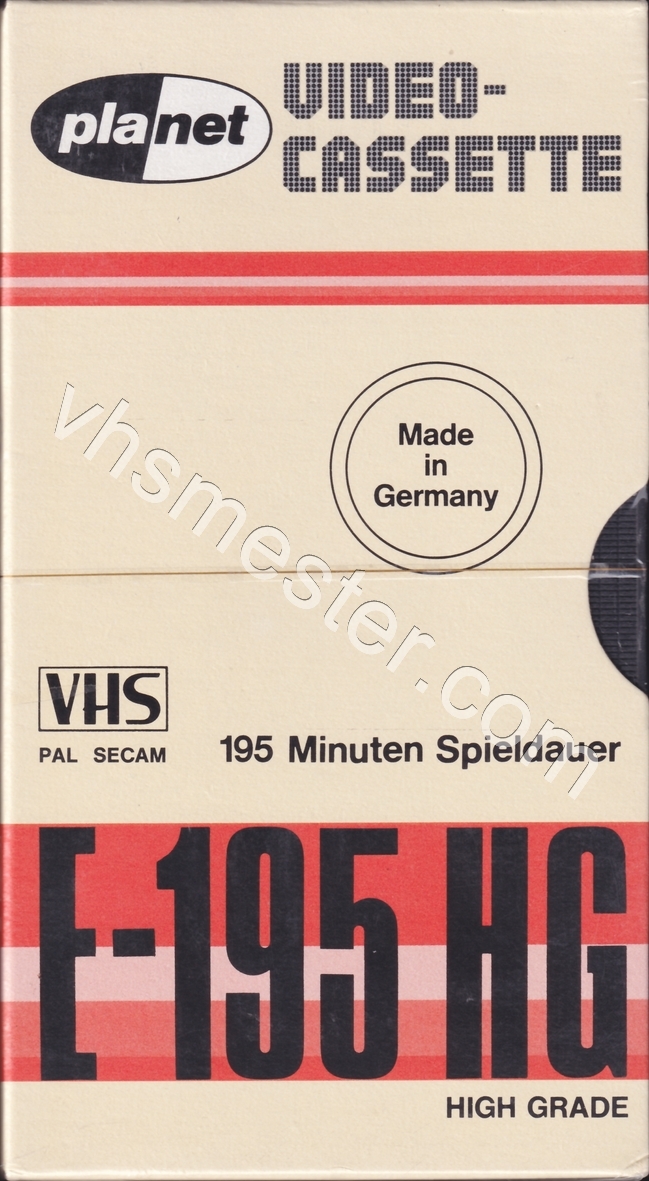 planet
VIDEO-
CASSETTE
Made
in
Germany
vhsmester.com
VHS
PAL SECAM
195 Minuten Spieldauer
E-195 HG
HIGH GRADE